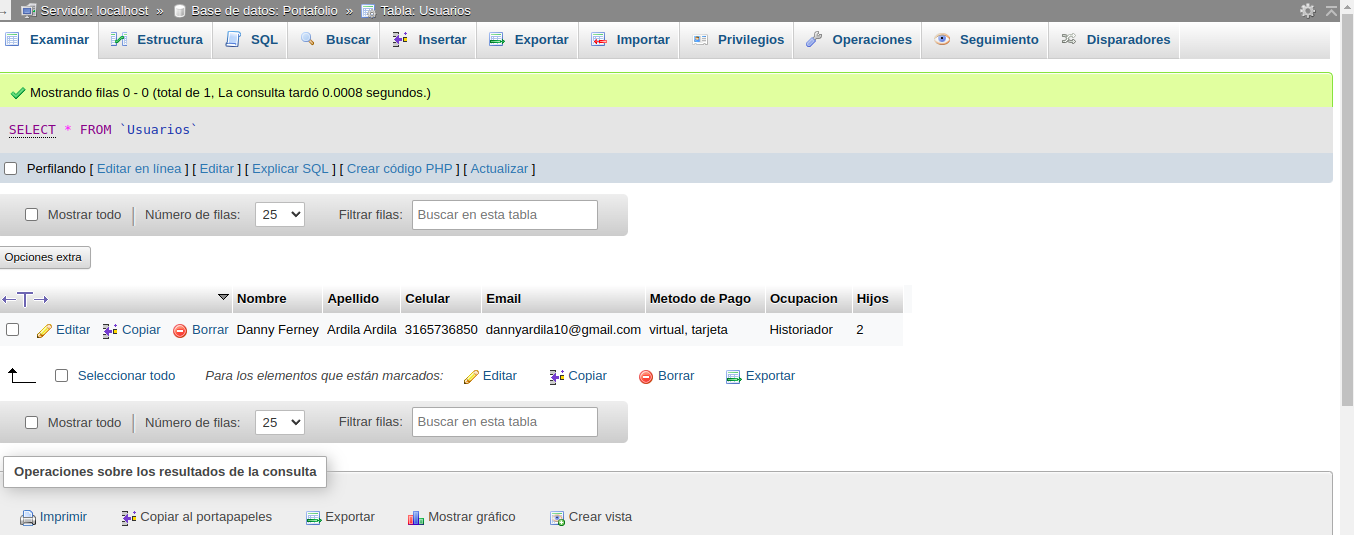 Servidor: localhost » Base de datos: Portafolio » Tabla: Usuarios
Examinar Estructura SQL Buscar Insertar Exportar Importar Privilegios Operaciones Seguimiento Disparadores
Mostrando filas 0 - 0 (total de 1, La consulta tardó 0.0008 segundos.)
SELECT * FROM `Usuarios`
Perfilando [ Editar en línea ] [ Editar ] [ Explicar SQL ] [ Crear código PHP ] [ Actualizar ]
Mostrar todo Número de filas: 25 Filtrar filas: Buscar en esta tabla
Opciones extra
Nombre Apellido Celular Email Metodo de Pago Ocupacion Hijos
Editar Copiar Borrar Danny Ferney Ardila Ardila 3165736850 dannyardila10@gmail.com virtual, tarjeta Historiador 2
Seleccionar todo Para los elementos que están marcados: Editar Copiar Borrar Exportar
Mostrar todo Número de filas: 25 Filtrar filas: Buscar en esta tabla
Operaciones sobre los resultados de la consulta
Imprimir Copiar al portapapeles Exportar Mostrar gráfico Crear vista